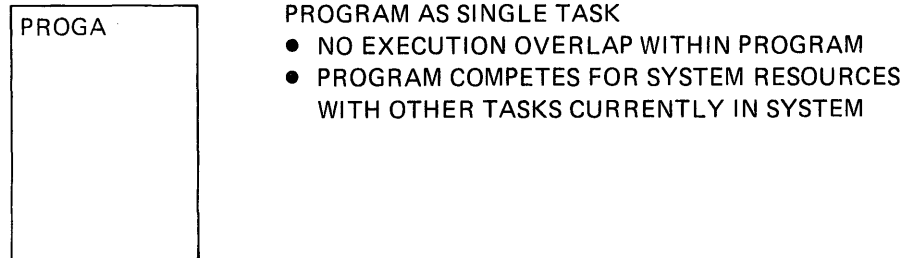 PROGA
PROGRAM AS SINGLE TASK
● NO EXECUTION OVERLAP WITHIN PROGRAM
● PROGRAM COMPETES FOR SYSTEM RESOURCES
WITH OTHER TASKS CURRENTLY IN SYSTEM